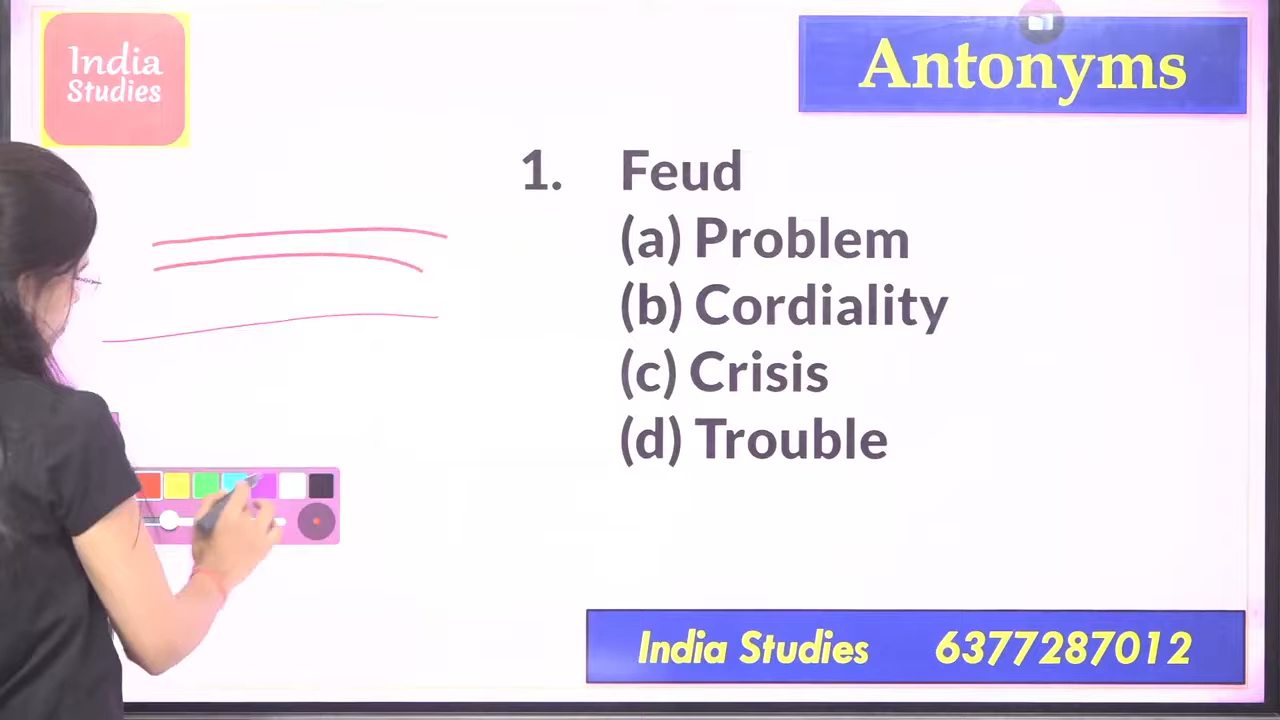 India
Studies
Antonyms
1. Feud
(a) Problem
(b) Cordiality
(c) Crisis
(d) Trouble
India Studies 6377287012